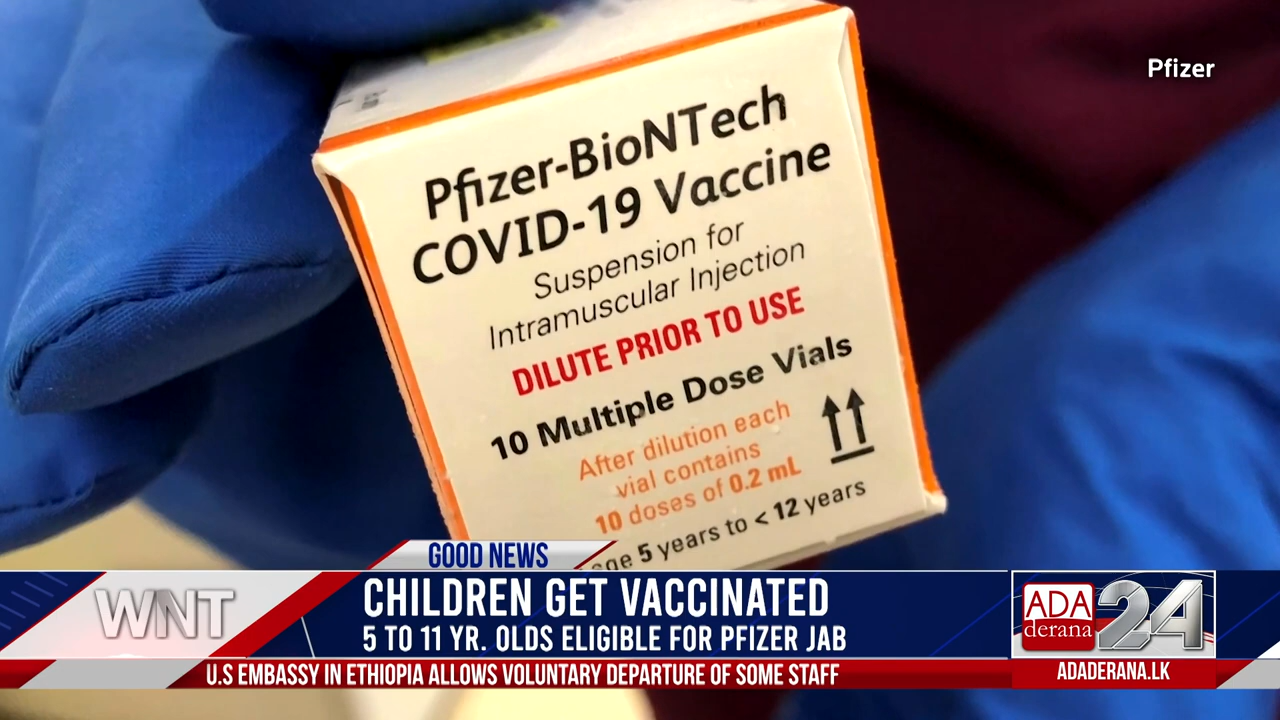 Pfizer
Pfizer-BioNTech
COVID-19 Vaccine
Suspension for
Intramuscular Injection
DILUTE PRIOR TO USE
10 Multiple Dose Vials
After dilution each
vial contains
10 doses of 0.2 mL
5 years to < 12 years
GOOD NEWS
WNT
CHILDREN GET VACCINATED
5 TO 11 YR. OLDS ELIGIBLE FOR PFIZER JAB
ADA
derana
24
U.S EMBASSY IN ETHIOPIA ALLOWS VOLUNTARY DEPARTURE OF SOME STAFF
ADADERANA.LK